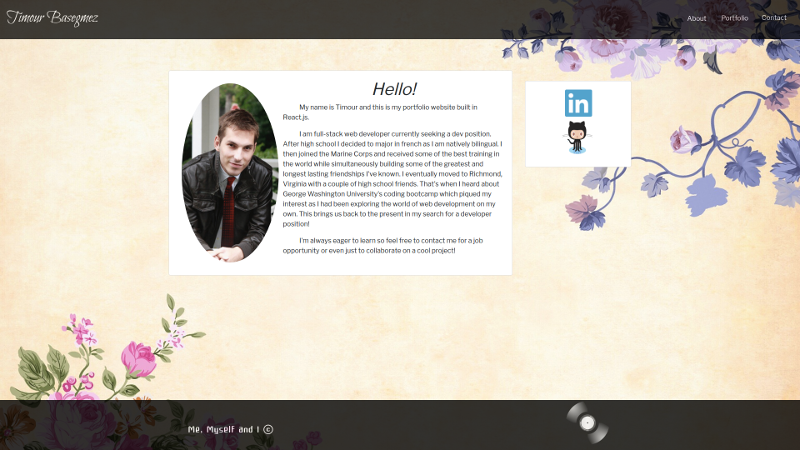 Timour Basegmez
About Portfolio Contact
Hello!
My name is Timour and this is my portfolio website built in
React.js.
I am full-stack web developer currently seeking a dev position.
After high school I decided to major in french as I am natively bilingual. I
then joined the Marine Corps and received some of the best training in
the world while simultaneously building some of the greatest and
longest lasting friendships I've known. I eventually moved to Richmond,
Virginia with a couple of high school friends. That's when I heard about
George Washington University's coding bootcamp which piqued my
interest as I had been exploring the world of web development on my
own. This brings us back to the present in my search for a developer
position!
I'm always eager to learn so feel free to contact me for a job
opportunity or even just to collaborate on a cool project!
in
Me, Myself and I ©